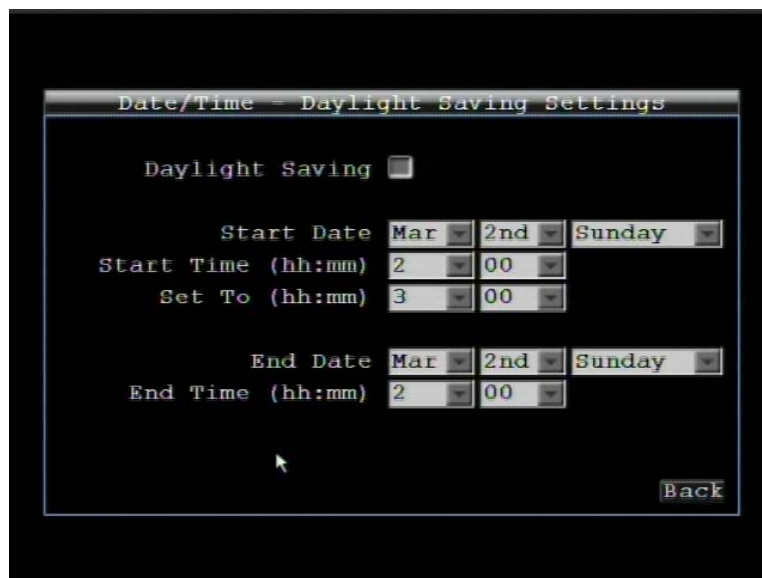 Date/Time - Daylight Saving Settings
Daylight Saving
Start Date Mar 2nd Sunday
Start Time (hh:mm) 2 00
Set To (hh:mm) 3 00
End Date Mar 2nd Sunday
End Time (hh:mm) 2 00
Back